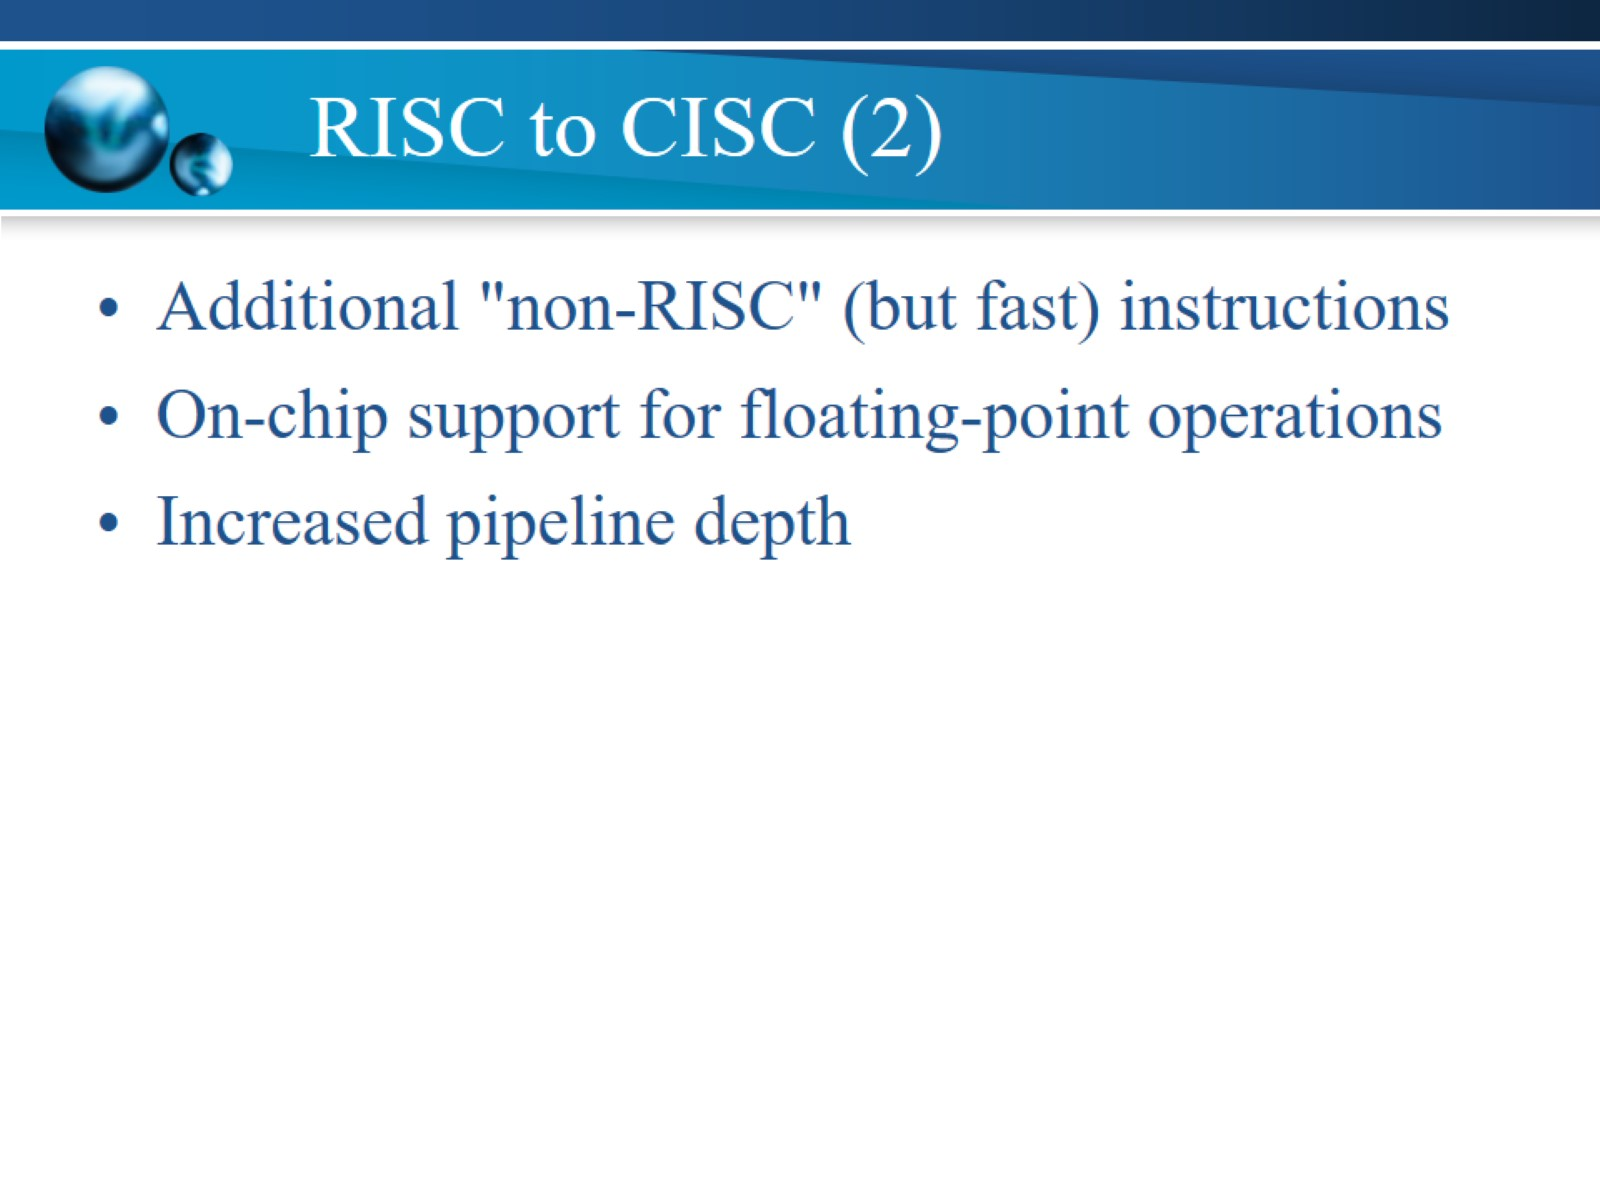 RISC to CISC (2)
• Additional "non-RISC" (but fast) instructions
• On-chip support for floating-point operations
• Increased pipeline depth